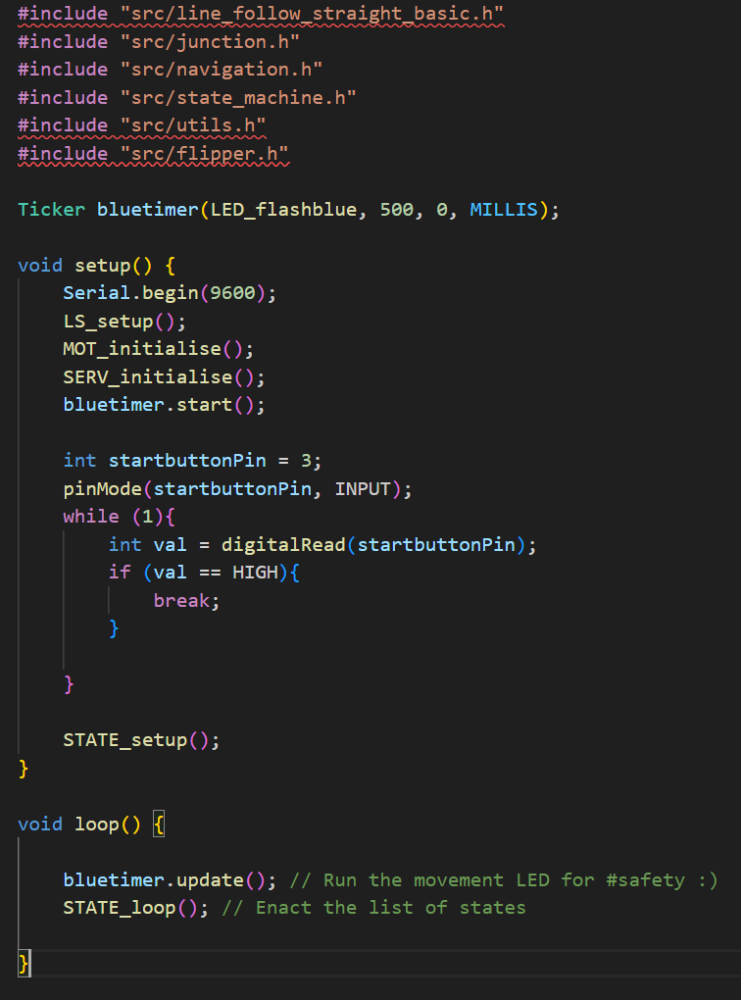 #include "src/line_follow_straight_basic.h"
#include "src/junction.h"
#include "src/navigation.h"
#include "src/state_machine.h"
#include "src/utils.h"
#include "src/flipper.h"
Ticker bluetimer(LED_flashblue, 500, 0, MILLIS);
void setup() {
    Serial.begin(9600);
    LS_setup();
    MOT_initialise();
    SERV_initialise();
    bluetimer.start();
    int startbuttonPin = 3;
    pinMode(startbuttonPin, INPUT);
    while (1){
        int val = digitalRead(startbuttonPin);
        if (val == HIGH){
            break;
        }
    }
    STATE_setup();
}
void loop() {
    bluetimer.update(); // Run the movement LED for #safety :)
    STATE_loop(); // Enact the list of states
}